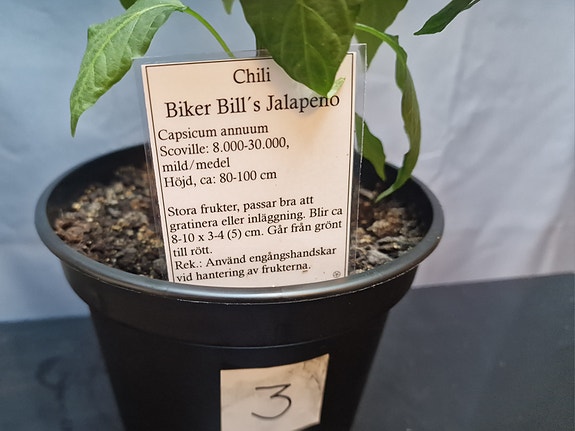 Chili
Biker Bill´s Jalapeño
Capsicum annuum
Scoville: 8.000-30.000,
mild/medel
Höjd, ca: 80-100 cm
Stora frukter, passar bra att
gratinera eller inläggning. Blir ca
8-10 x 3-4 (5) cm. Går från grönt
till rött.
Rek.: Använd engångshandskar
vid hantering av frukterna.
3